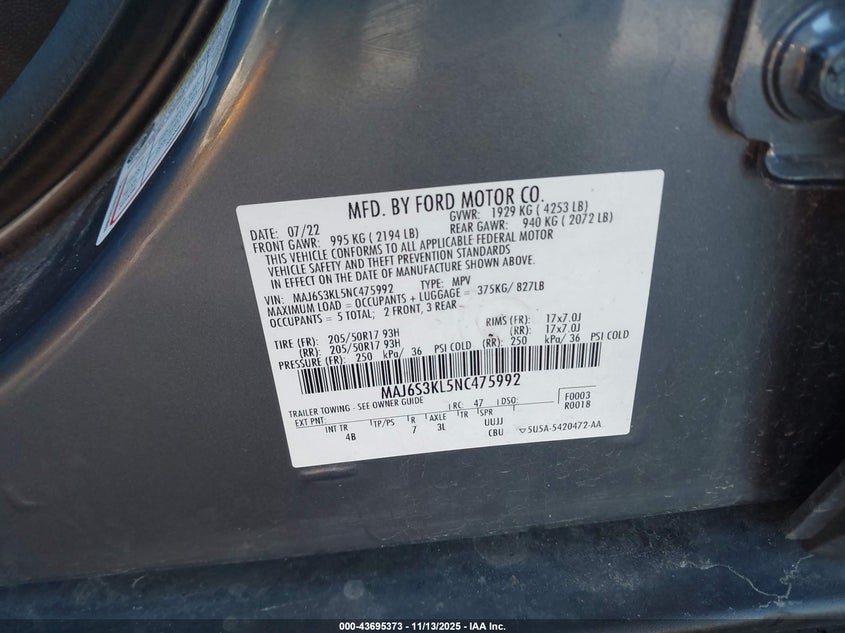 MFD. BY FORD MOTOR CO.
DATE: 07/22 GVWR: 1929 KG ( 4253 LB)
FRONT GAWR: 995 KG ( 2194 LB) REAR GAWR: 940 KG ( 2072 LB)
THIS VEHICLE CONFORMS TO ALL APPLICABLE FEDERAL MOTOR
VEHICLE SAFETY AND THEFT PREVENTION STANDARDS
IN EFFECT ON THE DATE OF MANUFACTURE SHOWN ABOVE.
VIN: MAJ6S3KL5NC475992 TYPE: MPV
MAXIMUM LOAD = OCCUPANTS + LUGGAGE = 375KG/ 827LB
OCCUPANTS = 5 TOTAL; 2 FRONT, 3 REAR
TIRE (FR): 205/50R17 93H RIMS (FR): 17x7.0J
(RR): 205/50R17 93H (RR): 17x7.0J
PRESSURE (FR): 250 kPa/ 36 PSI COLD (RR): 250 kPa/ 36 PSI COLD
MAJ6S3KL5NC475992
TRAILER TOWING - SEE OWNER GUIDE RC: 47 DSO: F0003
EXT PNT: R0018
INT TR TP/PS R AXLE TR SPR
4B 7 3L UUJJ
CBU 5U5A-5420472-AA
000-43695373 - 11/13/2025 - IAA Inc.